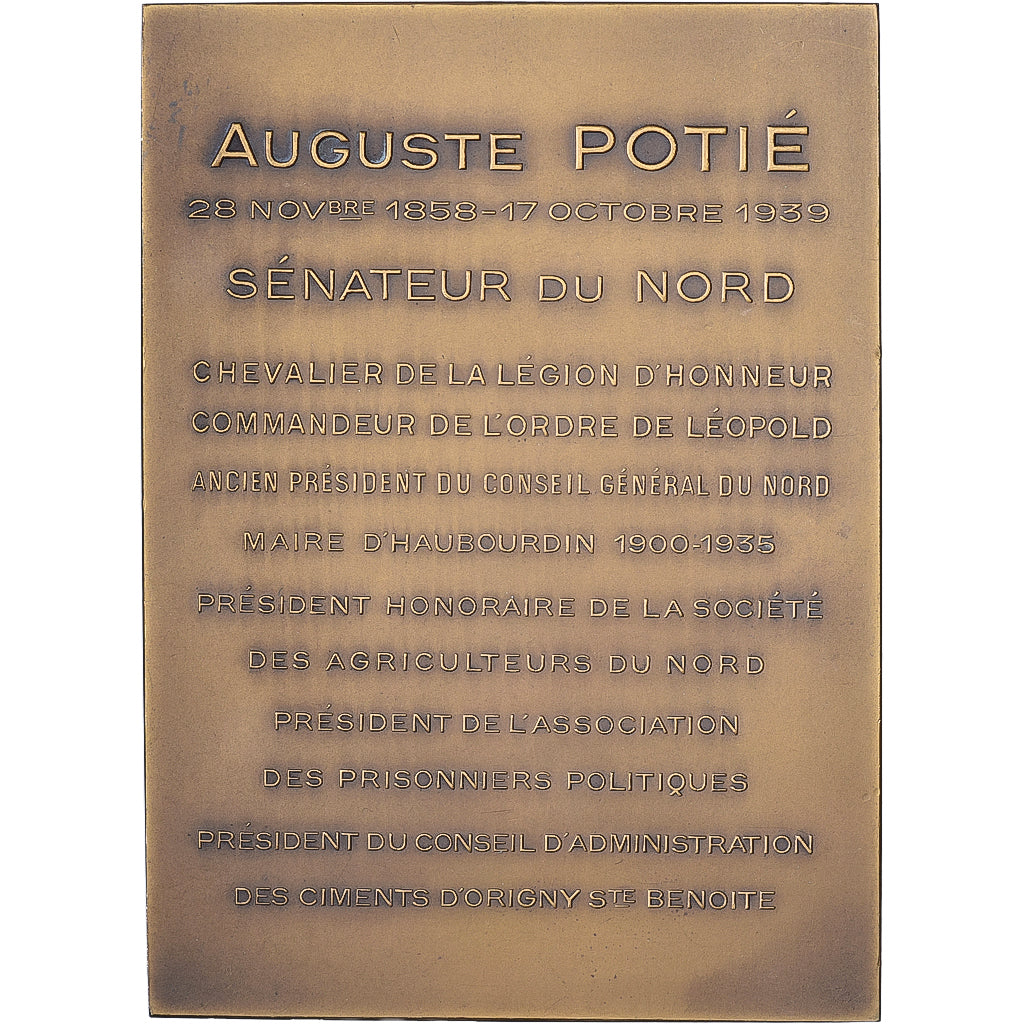 AUGUSTE POTIÉ
28 NOVBRE 1858-17 OCTOBRE 1939
SÉNATEUR DU NORD
CHEVALIER DE LA LÉGION D'HONNEUR
COMMANDEUR DE L'ORDRE DE LÉOPOLD
ANCIEN PRÉSIDENT DU CONSEIL GÉNÉRAL DU NORD
MAIRE D'HAUBOURDIN 1900-1935
PRÉSIDENT HONORAIRE DE LA SOCIÉTÉ
DES AGRICULTEURS DU NORD
PRÉSIDENT DE L'ASSOCIATION
DES PRISONNIERS POLITIQUES
PRÉSIDENT DU CONSEIL D'ADMINISTRATION
DES CIMENTS D'ORIGNY STE BENOITE